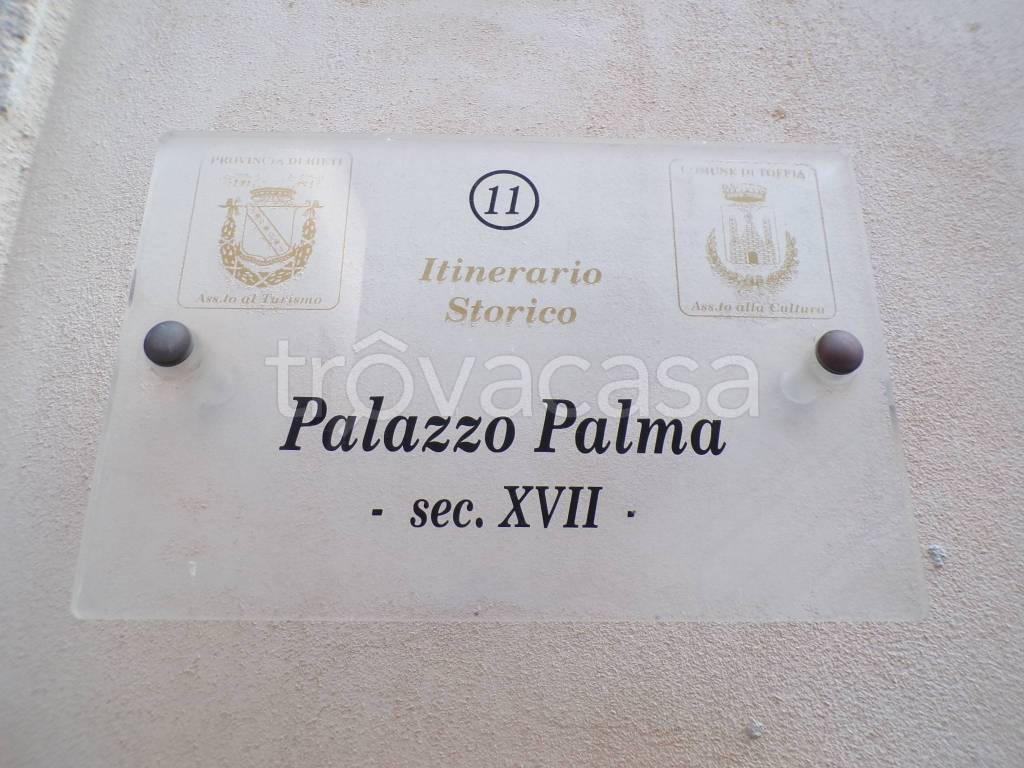 PROVINCIA DI RIETI
Ass.to al Turismo
11
Itinerario
Storico
COMUNE DI TOFFIA
Ass.to alla Cultura
trôvacasa
Palazzo Palma
- sec. XVII -